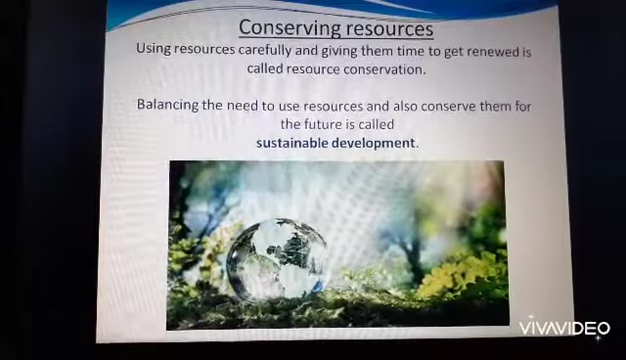 Conserving resources
Using resources carefully and giving them time to get renewed is
called resource conservation.
Balancing the need to use resources and also conserve them for
the future is called
sustainable development.
VIVAVIDEO